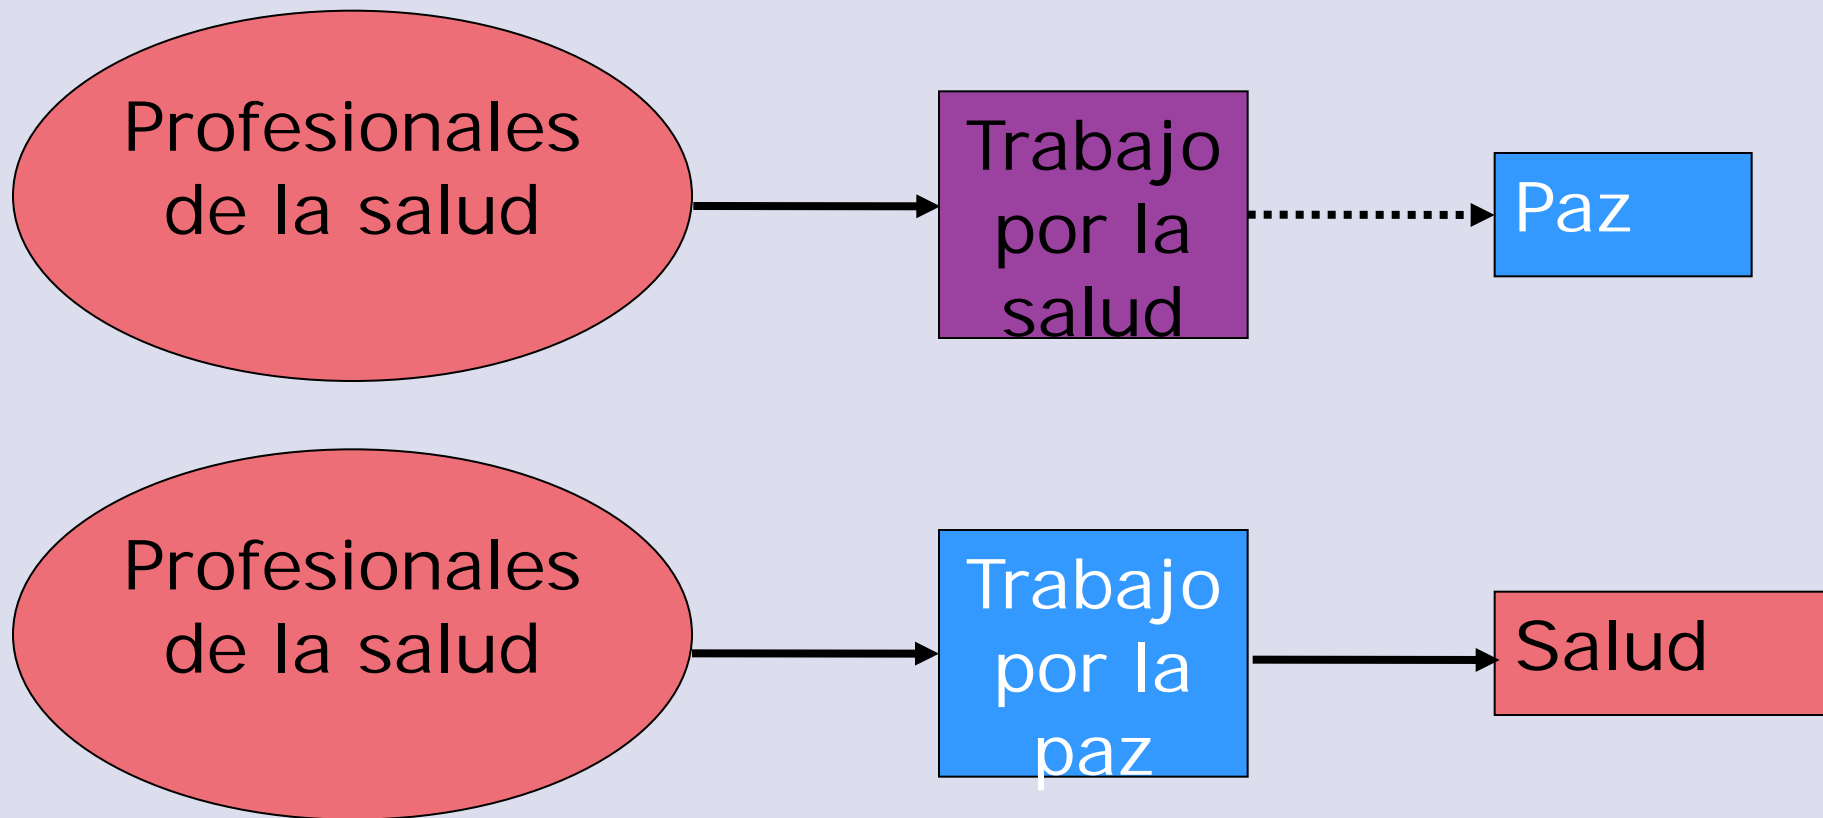 Profesionales
de la salud
Trabajo
por la
salud
Paz
Profesionales
de la salud
Trabajo
por la
paz
Salud